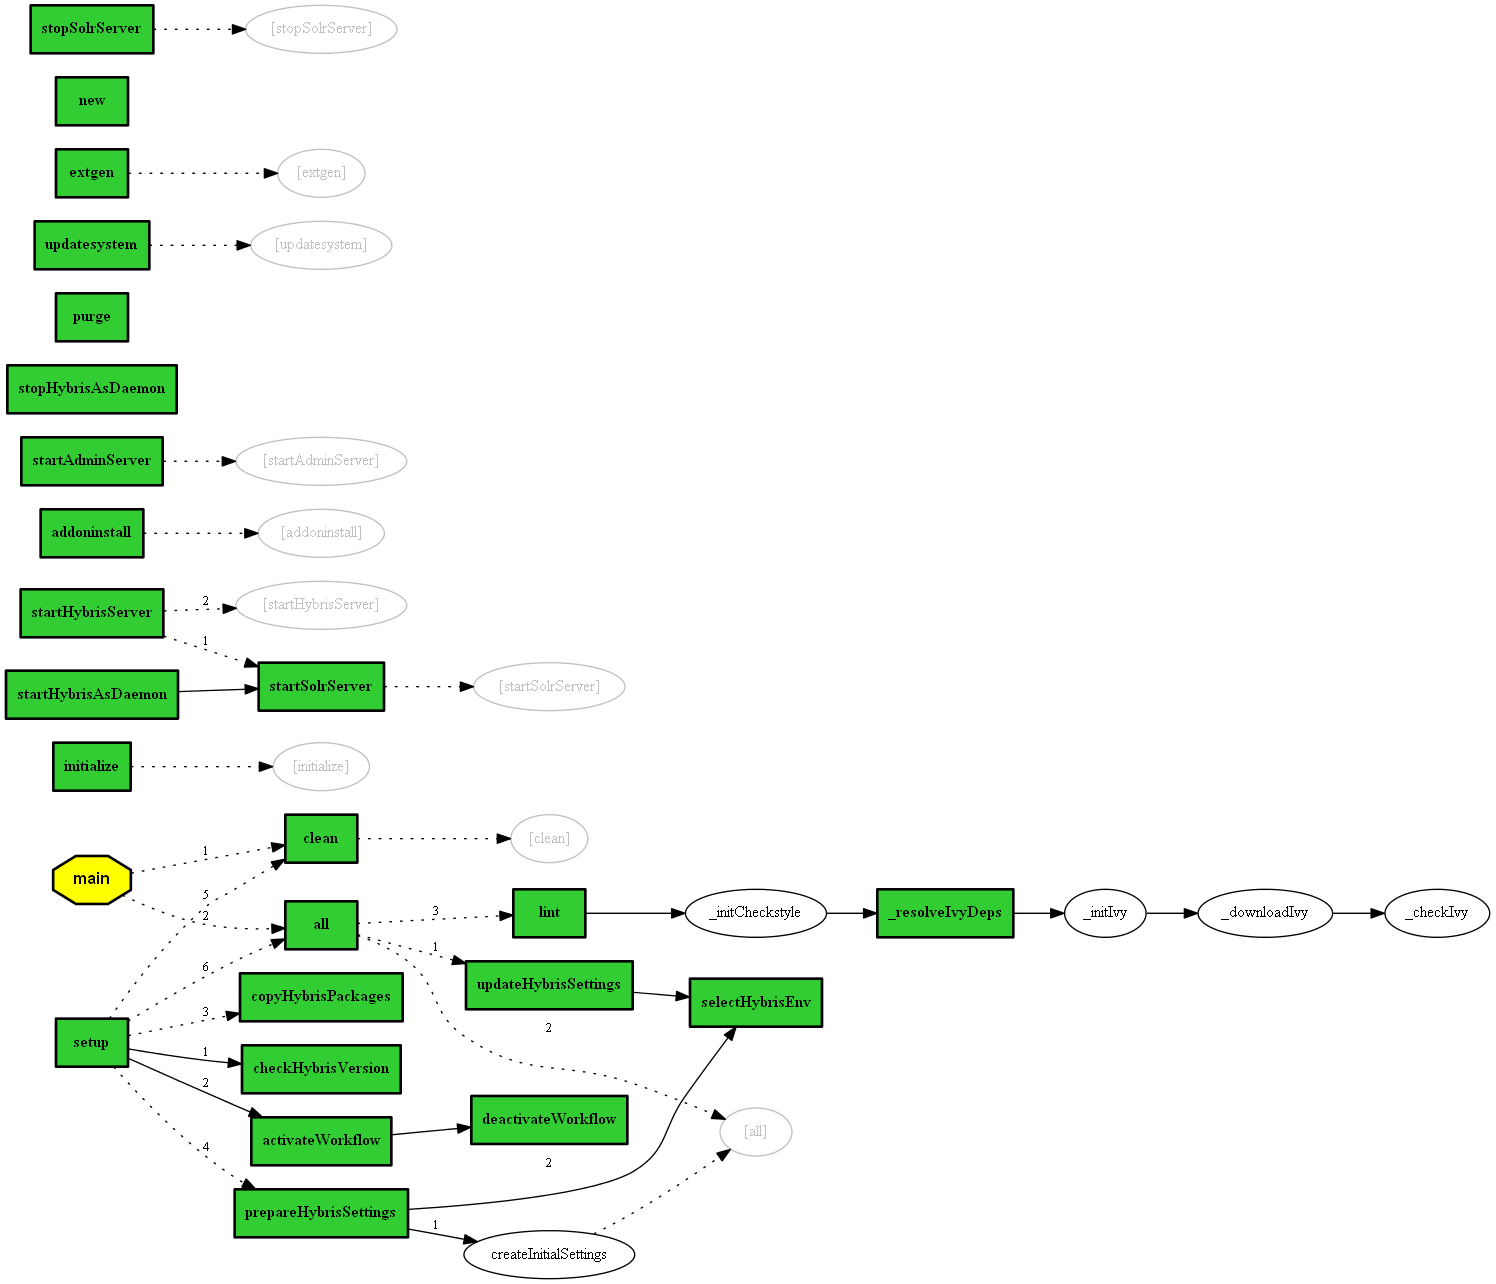 stopSolrServer
[stopSolrServer]
new
extgen
[extgen]
updatesystem
[updatesystem]
purge
stopHybrisAsDaemon
startAdminServer
[startAdminServer]
addoninstall
[addoninstall]
startHybrisServer
2
[startHybrisServer]
1
startHybrisAsDaemon
startSolrServer
[startSolrServer]
initialize
[initialize]
main
1
clean
[clean]
5
2
all
3
lint
_initCheckstyle
_resolveIvyDeps
_initIvy
_downloadIvy
_checkIvy
1
6
copyHybrisPackages
updateHybrisSettings
selectHybrisEnv
3
2
setup
1
checkHybrisVersion
2
activateWorkflow
deactivateWorkflow
[all]
4
2
prepareHybrisSettings
1
createInitialSettings